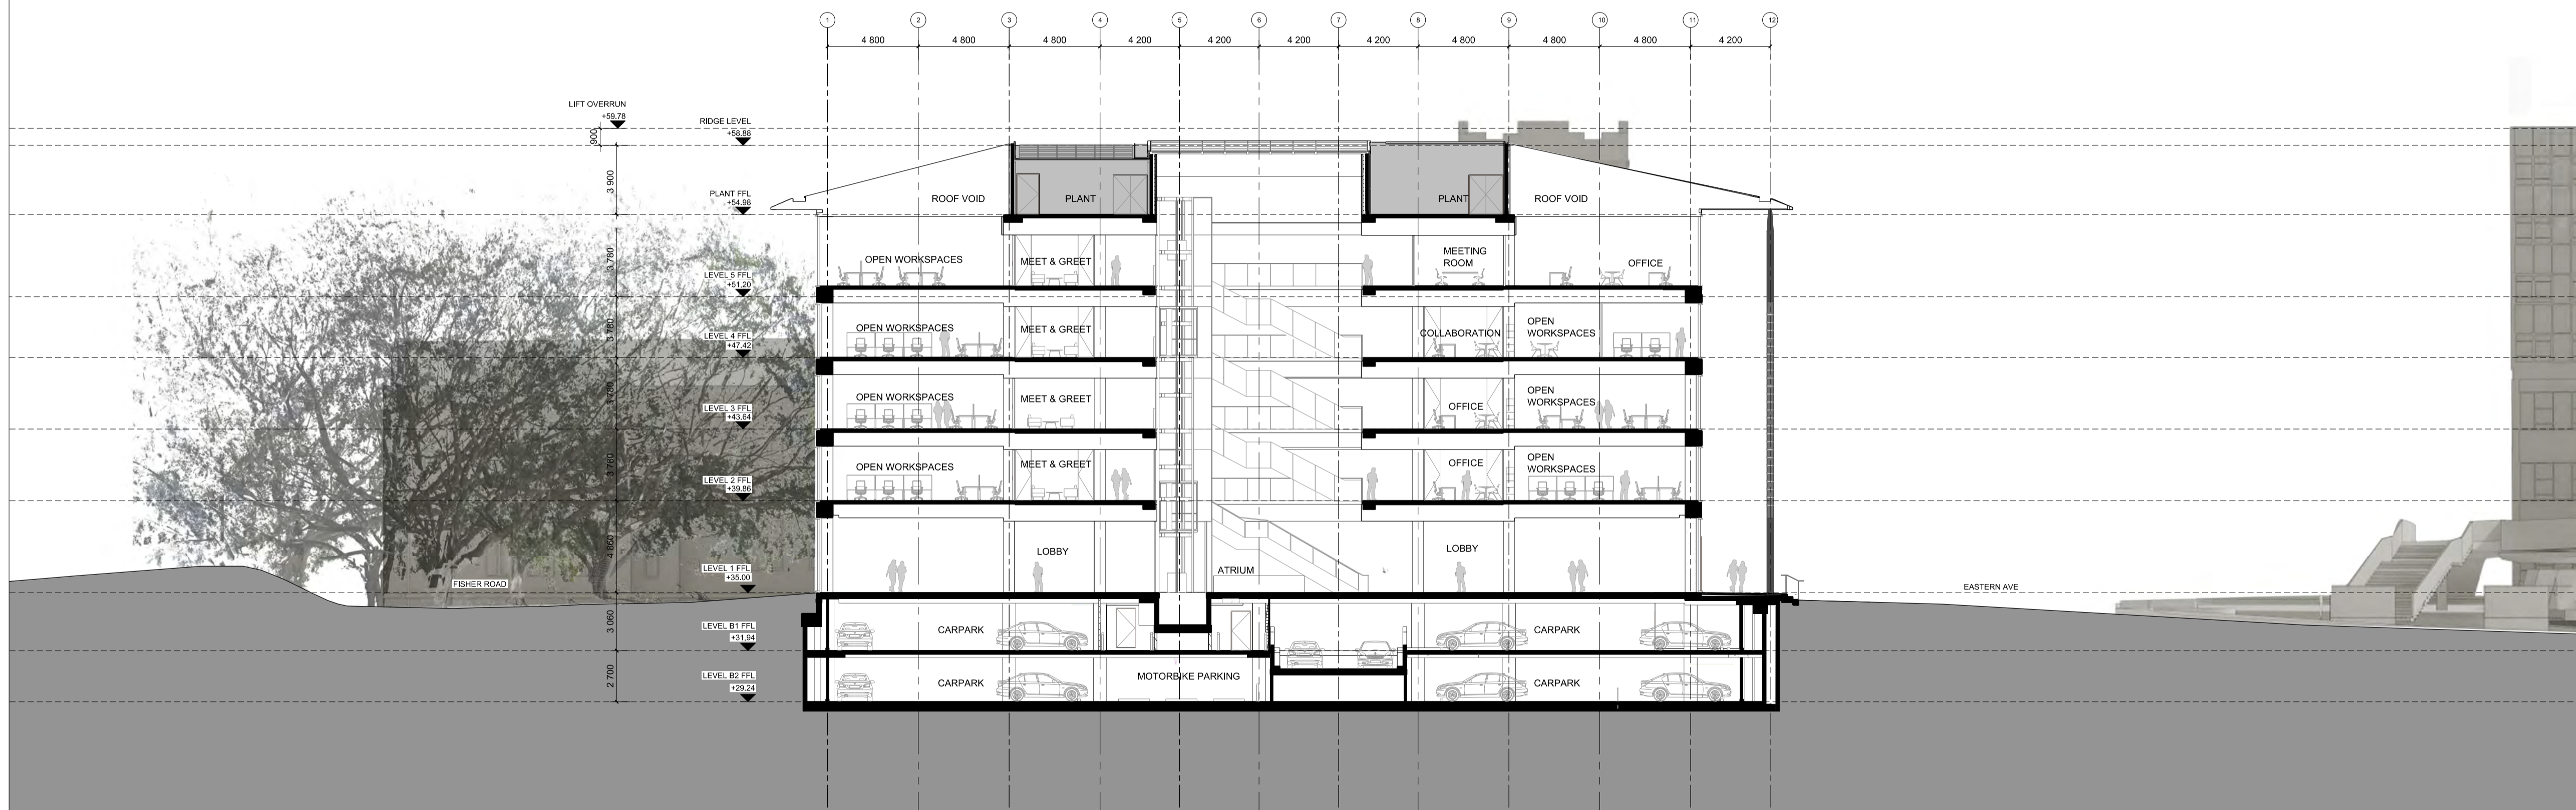 1 2 3 4 5 6 7 8 9 10 11 12
4 800 4 800 4 800 4 200 4 200 4 200 4 200 4 800 4 800 4 800 4 200
LIFT OVERRUN
+59.78
900
RIDGE LEVEL
+58.88
3 900
PLANT FFL
+54.98
ROOF VOID PLANT PLANT ROOF VOID
3 780
LEVEL 5 FFL
+51.20
OPEN WORKSPACES MEET & GREET
MEETING
ROOM
OFFICE
3 780
LEVEL 4 FFL
+47.42
OPEN WORKSPACES MEET & GREET COLLABORATION
OPEN
WORKSPACES
3 780
LEVEL 3 FFL
+43.64
OPEN WORKSPACES MEET & GREET OFFICE
OPEN
WORKSPACES
3 780
LEVEL 2 FFL
+39.86
OPEN WORKSPACES MEET & GREET OFFICE
OPEN
WORKSPACES
4 860
LEVEL 1 FFL
+35.00
LOBBY ATRIUM LOBBY
FISHER ROAD
EASTERN AVE
3 060
LEVEL B1 FFL
+31.94
CARPARK CARPARK
2 700
LEVEL B2 FFL
+29.24
CARPARK MOTORBIKE PARKING CARPARK